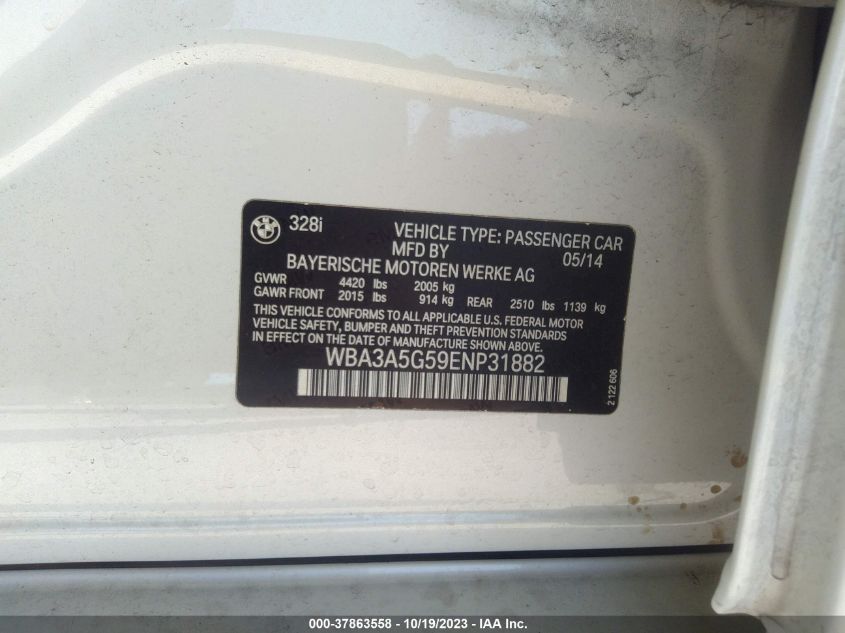 BMW
328i VEHICLE TYPE: PASSENGER CAR
MFD BY 05/14
BAYERISCHE MOTOREN WERKE AG
GVWR 4420 lbs 2005 kg
GAWR FRONT 2015 lbs 914 kg REAR 2510 lbs 1139 kg
THIS VEHICLE CONFORMS TO ALL APPLICABLE U.S. FEDERAL MOTOR
VEHICLE SAFETY, BUMPER AND THEFT PREVENTION STANDARDS
IN EFFECT ON THE DATE OF MANUFACTURE SHOWN ABOVE.
WBA3A5G59ENP31882
2 122 606
000-37863558 - 10/19/2023 - IAA Inc.